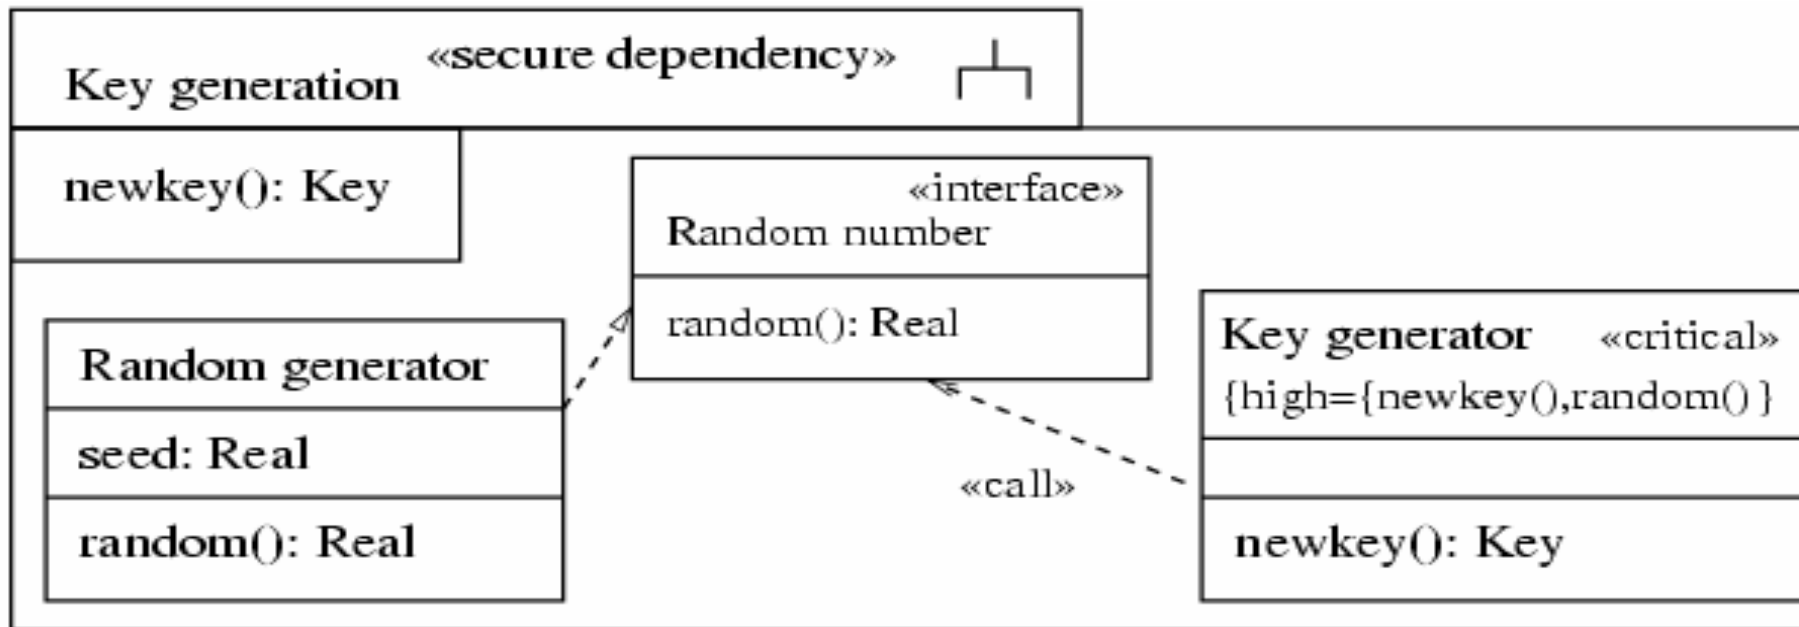 «secure dependency»
Key generation
newkey(): Key
«interface»
Random number
random(): Real
Random generator
seed: Real
random(): Real
«call»
Key generator «critical»
{high={newkey(),random() }
newkey(): Key